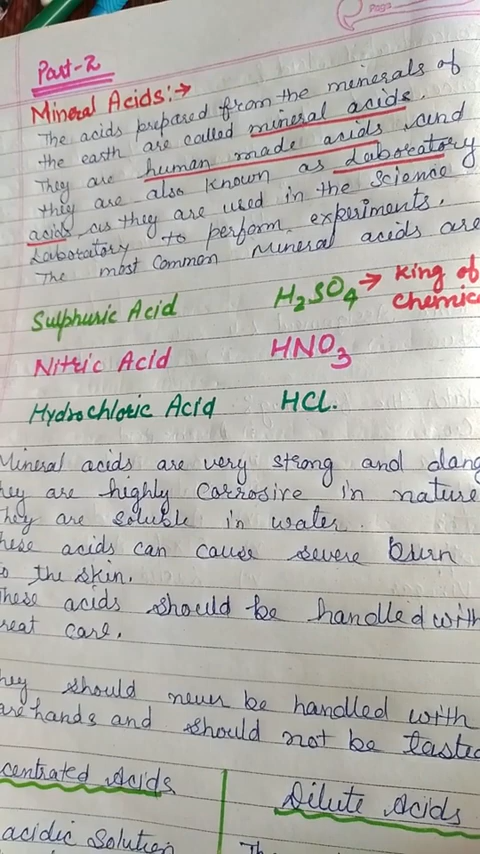 Page
Part-2
Mineral Acids:→
The acids prepared from the minerals of
the earth are called mineral acids.
They are human made acids and
they are also known as Laboratory
acids as they are used in the Science
Laboratory to perform experiments.
The most common Mineral acids are
Sulphuric Acid H₂SO₄ → King of
Chemica
Nitric Acid HNO₃
Hydrochloric Acid HCL.
Mineral acids are very strong and dang
hey are highly corrosive in nature
They are soluble in water.
hese acids can cause severe burn
o the skin.
These acids should be handled with
reat care.
hey should never be handled with
are hands and should not be tasted
centrated Acids Dilute Acids
acidic Solution Th